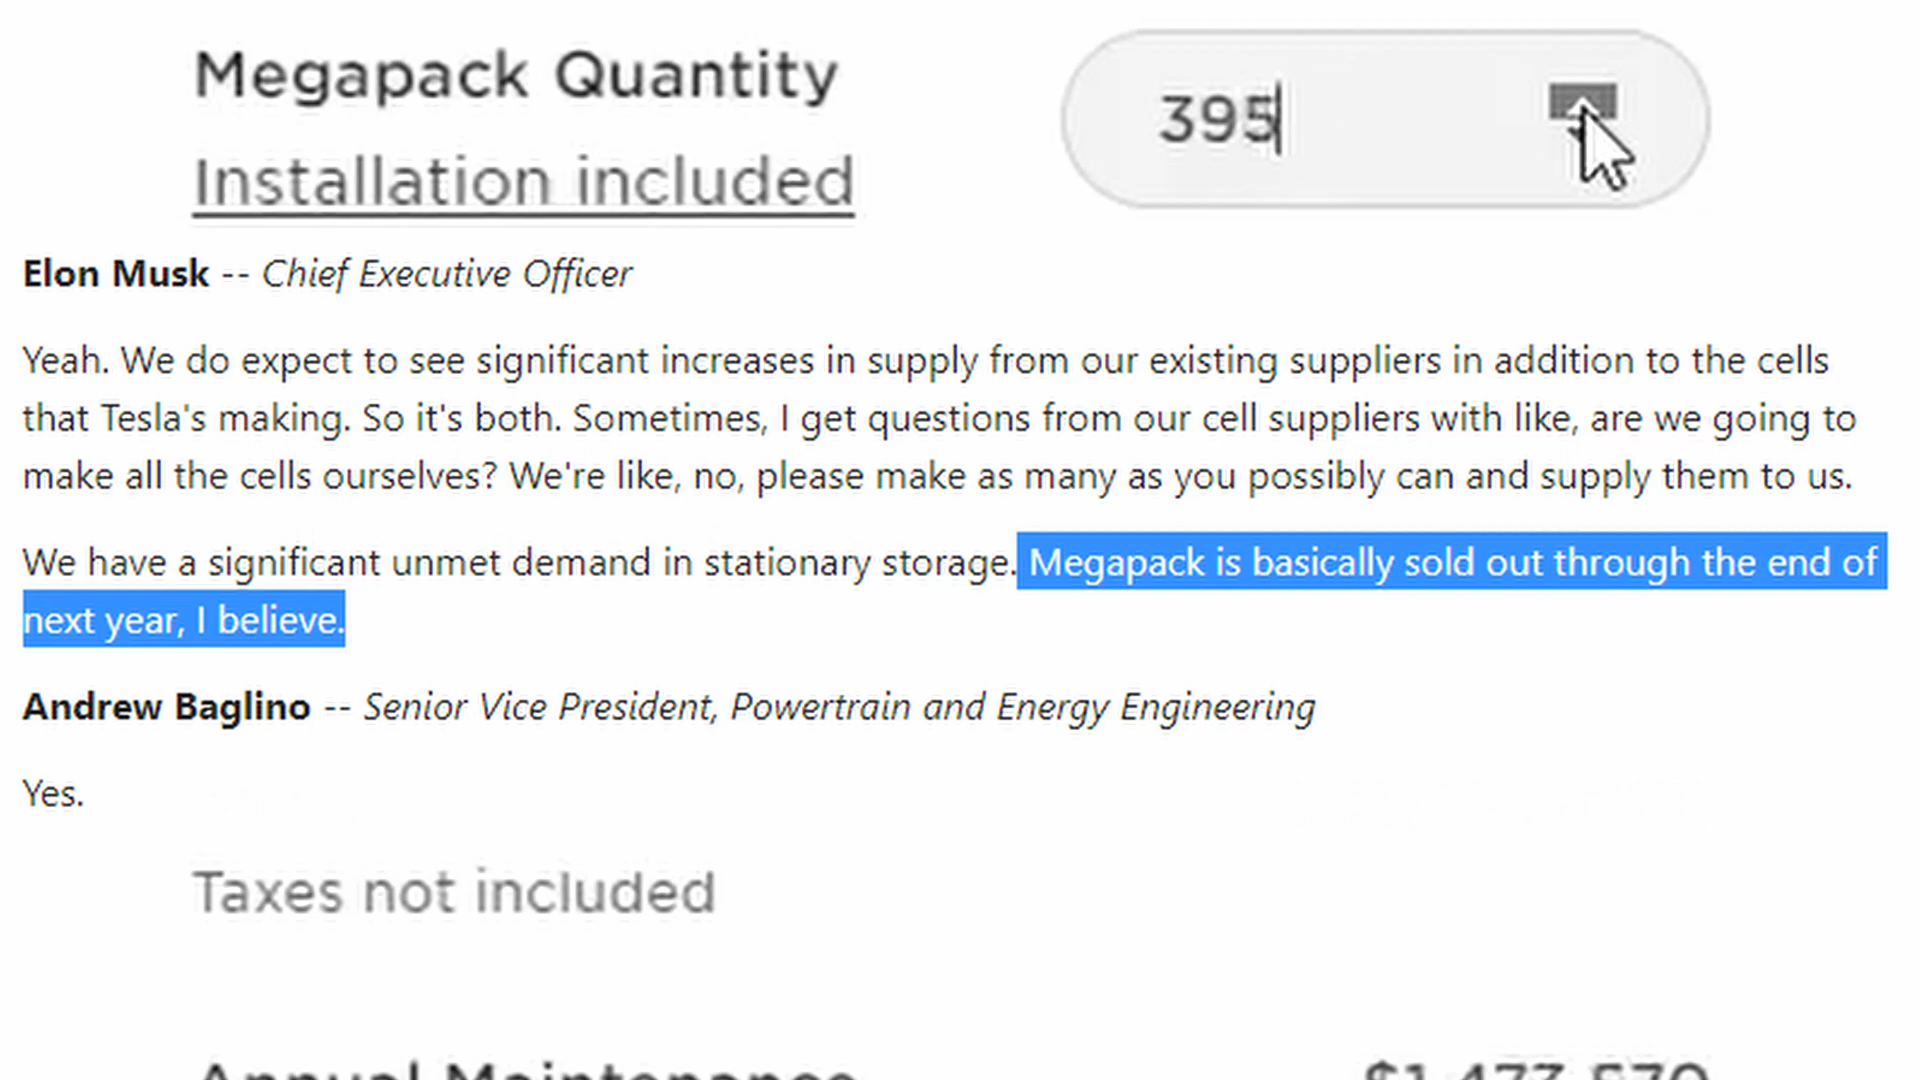 Megapack Quantity
395
Installation included
Elon Musk -- Chief Executive Officer
Yeah. We do expect to see significant increases in supply from our existing suppliers in addition to the cells
that Tesla's making. So it's both. Sometimes, I get questions from our cell suppliers with like, are we going to
make all the cells ourselves? We're like, no, please make as many as you possibly can and supply them to us.
We have a significant unmet demand in stationary storage. Megapack is basically sold out through the end of
next year, I believe.
Andrew Baglino -- Senior Vice President, Powertrain and Energy Engineering
Yes.
Taxes not included
Annual Maintenance